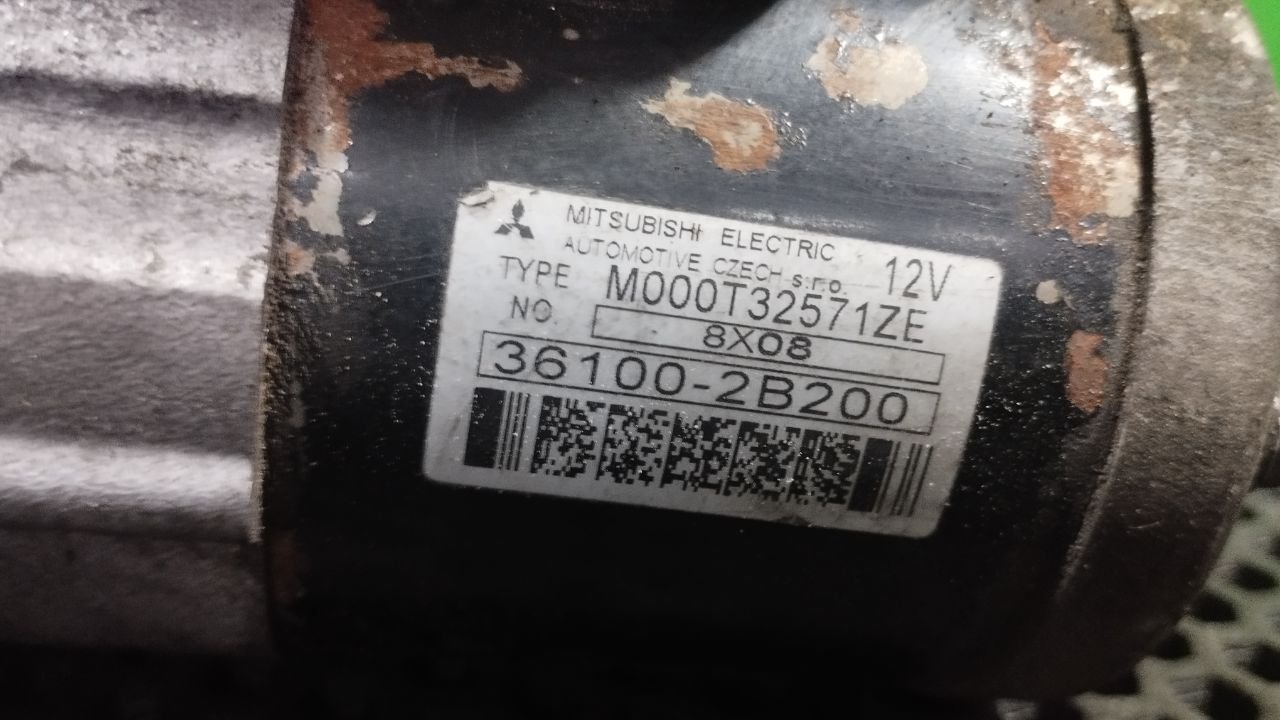 MITSUBISHI ELECTRIC
AUTOMOTIVE CZECH s.r.o. 12V
TYPE M000T32571ZE
NO. 8X08
36100-2B200